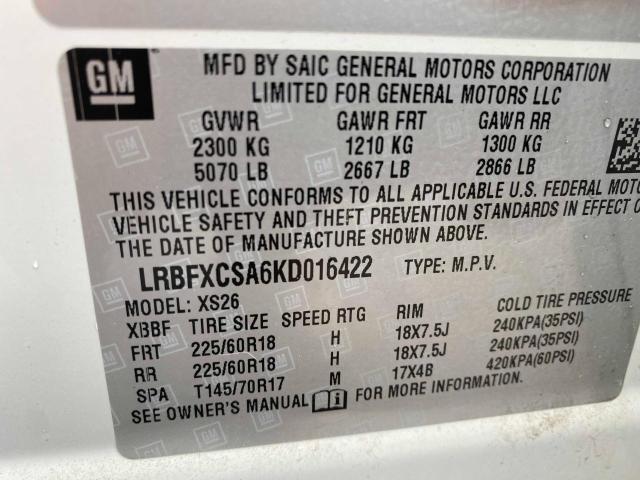 GM
MFD BY SAIC GENERAL MOTORS CORPORATION
LIMITED FOR GENERAL MOTORS LLC
GVWR GAWR FRT GAWR RR
2300 KG 1210 KG 1300 KG
5070 LB 2667 LB 2866 LB
THIS VEHICLE CONFORMS TO ALL APPLICABLE U.S. FEDERAL MOTO
VEHICLE SAFETY AND THEFT PREVENTION STANDARDS IN EFFECT O
THE DATE OF MANUFACTURE SHOWN ABOVE.
LRBFXCSA6KD016422 TYPE: M.P.V.
MODEL: XS26
XBBF TIRE SIZE SPEED RTG RIM COLD TIRE PRESSURE
FRT 225/60R18 H 18X7.5J 240KPA(35PSI)
RR 225/60R18 H 18X7.5J 240KPA(35PSI)
SPA T145/70R17 M 17X4B 420KPA(60PSI)
SEE OWNER'S MANUAL FOR MORE INFORMATION.